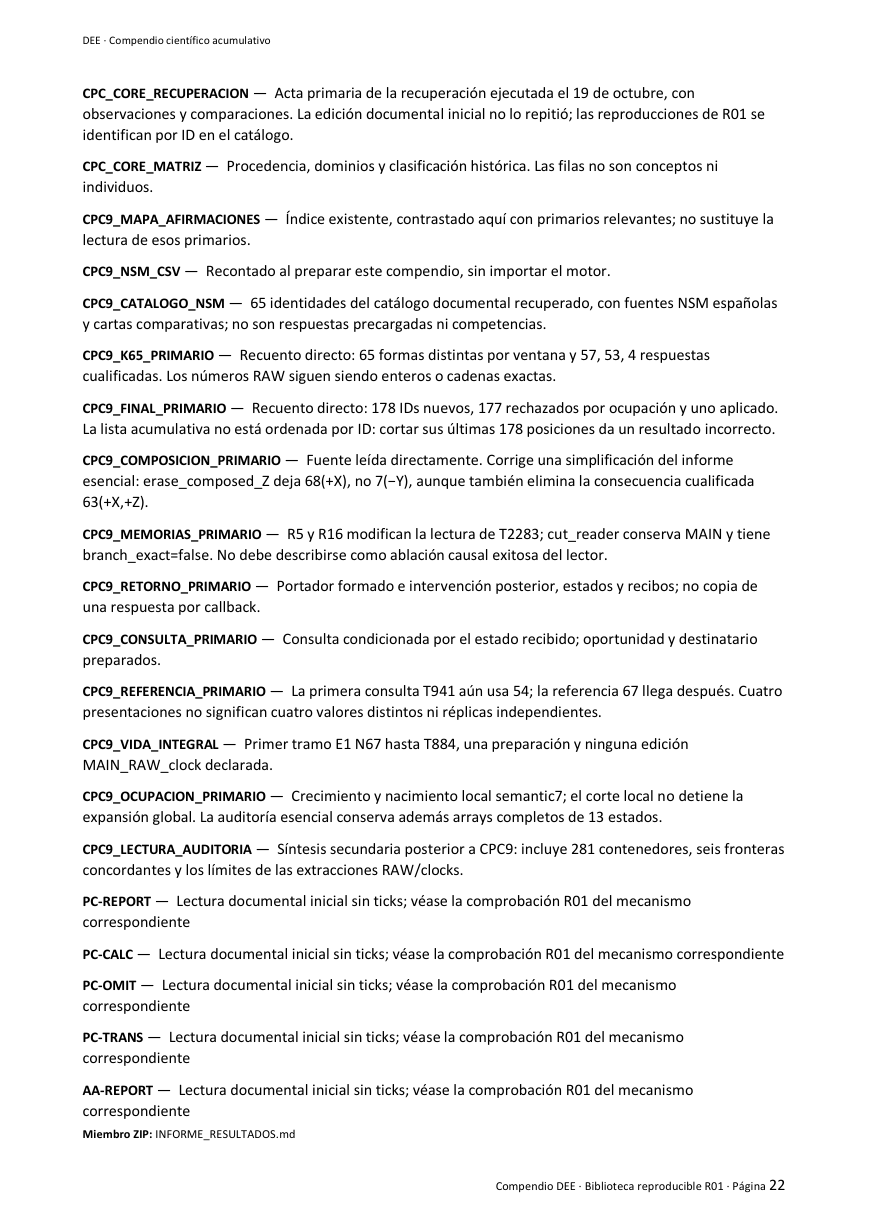 DEE · Compendio científico acumulativo
CPC_CORE_RECUPERACION — Acta primaria de la recuperación ejecutada el 19 de octubre, con
observaciones y comparaciones. La edición documental inicial no lo repitió; las reproducciones de R01 se
identifican por ID en el catálogo.
CPC_CORE_MATRIZ — Procedencia, dominios y clasificación histórica. Las filas no son conceptos ni
individuos.
CPC9_MAPA_AFIRMACIONES — Índice existente, contrastado aquí con primarios relevantes; no sustituye la
lectura de esos primarios.
CPC9_NSM_CSV — Recontado al preparar este compendio, sin importar el motor.
CPC9_CATALOGO_NSM — 65 identidades del catálogo documental recuperado, con fuentes NSM españolas
y cartas comparativas; no son respuestas precargadas ni competencias.
CPC9_K65_PRIMARIO — Recuento directo: 65 formas distintas por ventana y 57, 53, 4 respuestas
cualificadas. Los números RAW siguen siendo enteros o cadenas exactas.
CPC9_FINAL_PRIMARIO — Recuento directo: 178 IDs nuevos, 177 rechazados por ocupación y uno aplicado.
La lista acumulativa no está ordenada por ID: cortar sus últimas 178 posiciones da un resultado incorrecto.
CPC9_COMPOSICION_PRIMARIO — Fuente leída directamente. Corrige una simplificación del informe
esencial: erase_composed_Z deja 68(+X), no 7(−Y), aunque también elimina la consecuencia cualificada
63(+X,+Z).
CPC9_MEMORIAS_PRIMARIO — R5 y R16 modifican la lectura de T2283; cut_reader conserva MAIN y tiene
branch_exact=false. No debe describirse como ablación causal exitosa del lector.
CPC9_RETORNO_PRIMARIO — Portador formado e intervención posterior, estados y recibos; no copia de
una respuesta por callback.
CPC9_CONSULTA_PRIMARIO — Consulta condicionada por el estado recibido; oportunidad y destinatario
preparados.
CPC9_REFERENCIA_PRIMARIO — La primera consulta T941 aún usa 54; la referencia 67 llega después. Cuatro
presentaciones no significan cuatro valores distintos ni réplicas independientes.
CPC9_VIDA_INTEGRAL — Primer tramo E1 N67 hasta T884, una preparación y ninguna edición
MAIN_RAW_clock declarada.
CPC9_OCUPACION_PRIMARIO — Crecimiento y nacimiento local semantic7; el corte local no detiene la
expansión global. La auditoría esencial conserva además arrays completos de 13 estados.
CPC9_LECTURA_AUDITORIA — Síntesis secundaria posterior a CPC9: incluye 281 contenedores, seis fronteras
concordantes y los límites de las extracciones RAW/clocks.
PC-REPORT — Lectura documental inicial sin ticks; véase la comprobación R01 del mecanismo
correspondiente
PC-CALC — Lectura documental inicial sin ticks; véase la comprobación R01 del mecanismo correspondiente
PC-OMIT — Lectura documental inicial sin ticks; véase la comprobación R01 del mecanismo
correspondiente
PC-TRANS — Lectura documental inicial sin ticks; véase la comprobación R01 del mecanismo
correspondiente
AA-REPORT — Lectura documental inicial sin ticks; véase la comprobación R01 del mecanismo
correspondiente
Miembro ZIP: INFORME_RESULTADOS.md
Compendio DEE · Biblioteca reproducible R01 · Página 22